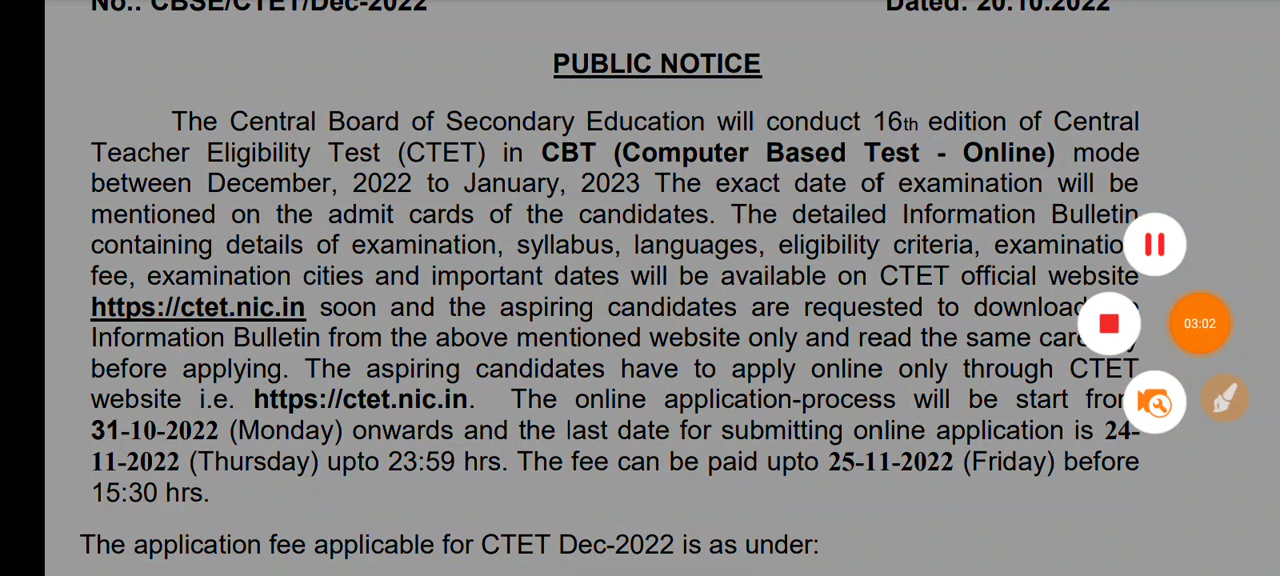 No.: CBSE/CTET/Dec-2022 Dated: 20.10.2022
PUBLIC NOTICE
The Central Board of Secondary Education will conduct 16th edition of Central
Teacher Eligibility Test (CTET) in CBT (Computer Based Test - Online) mode
between December, 2022 to January, 2023 The exact date of examination will be
mentioned on the admit cards of the candidates. The detailed Information Bulletin
containing details of examination, syllabus, languages, eligibility criteria, examination
fee, examination cities and important dates will be available on CTET official website
https://ctet.nic.in soon and the aspiring candidates are requested to download
Information Bulletin from the above mentioned website only and read the same
before applying. The aspiring candidates have to apply online only through CTET
website i.e. https://ctet.nic.in. The online application-process will be start from
31-10-2022 (Monday) onwards and the last date for submitting online application is 24-
11-2022 (Thursday) upto 23:59 hrs. The fee can be paid upto 25-11-2022 (Friday) before
15:30 hrs.
The application fee applicable for CTET Dec-2022 is as under:
03:02